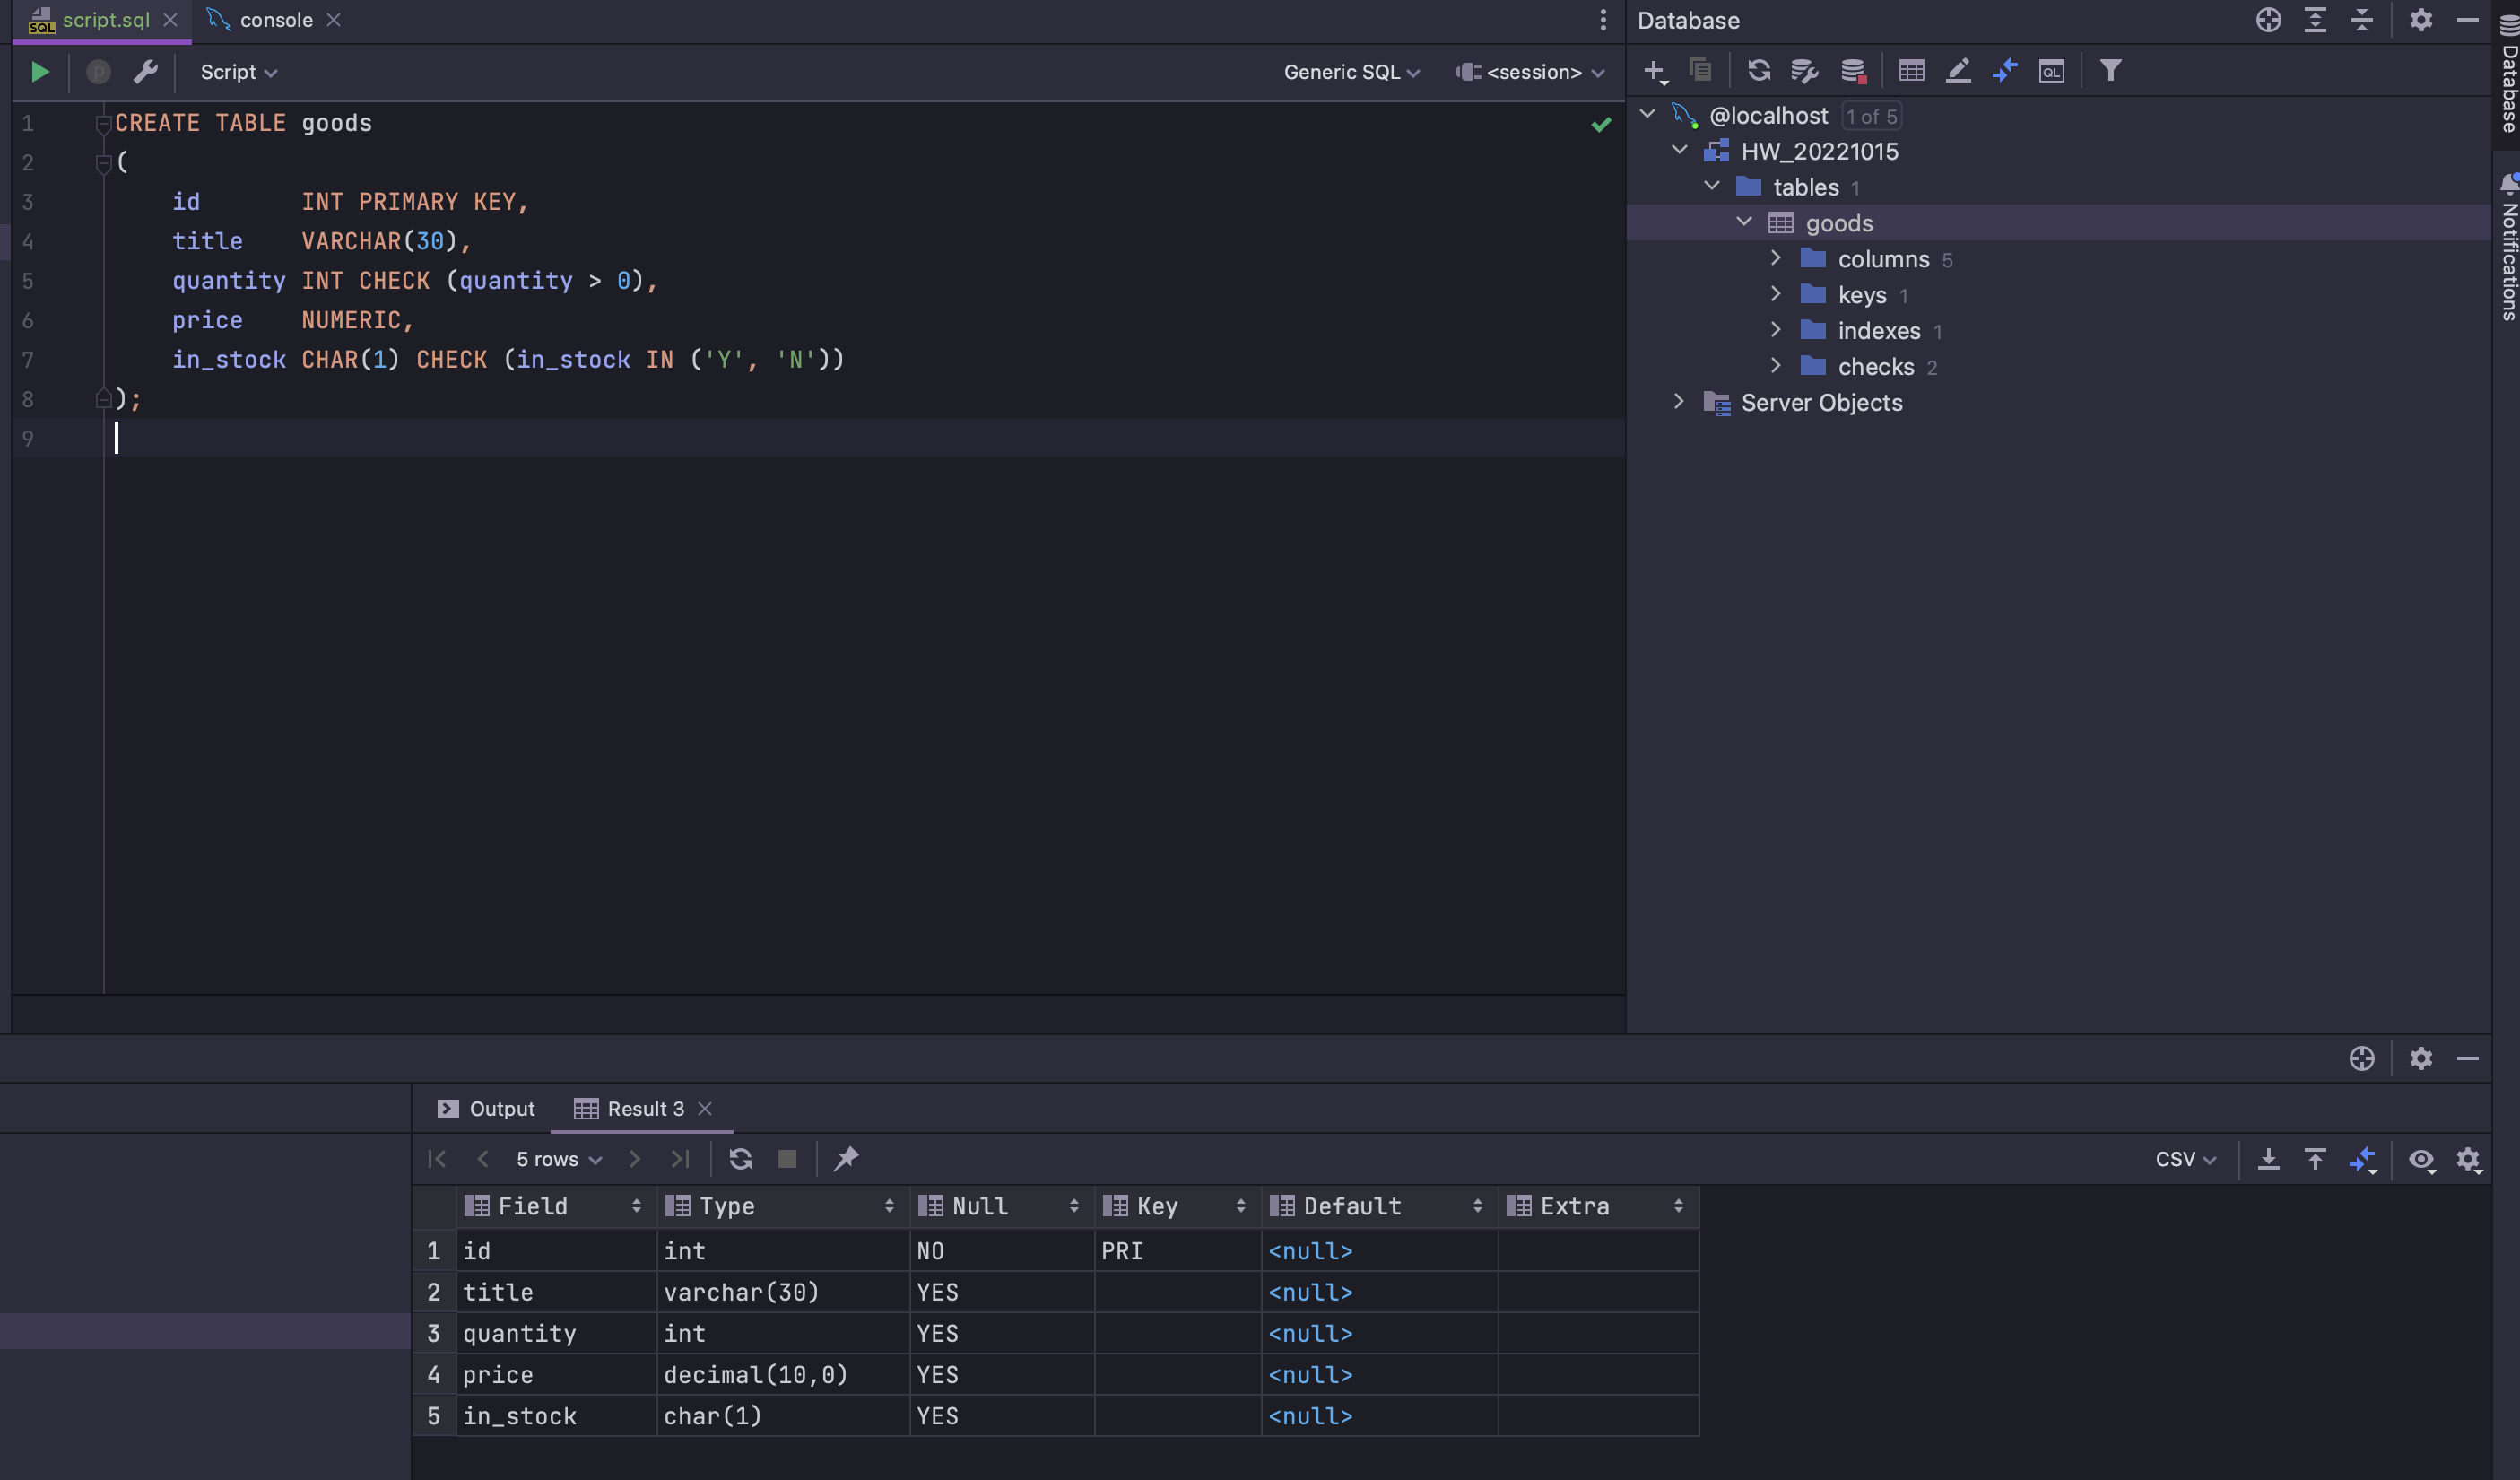 script.sql console
Script Generic SQL <session>
1 CREATE TABLE goods
2 (
3 id INT PRIMARY KEY,
4 title VARCHAR(30),
5 quantity INT CHECK (quantity > 0),
6 price NUMERIC,
7 in_stock CHAR(1) CHECK (in_stock IN ('Y', 'N'))
8 );
9
Database
@localhost 1 of 5
HW_20221015
tables 1
goods
columns 5
keys 1
indexes 1
checks 2
Server Objects
Database
Notifications
Output Result 3
5 rows CSV
Field Type Null Key Default Extra
1 id int NO PRI <null>
2 title varchar(30) YES <null>
3 quantity int YES <null>
4 price decimal(10,0) YES <null>
5 in_stock char(1) YES <null>